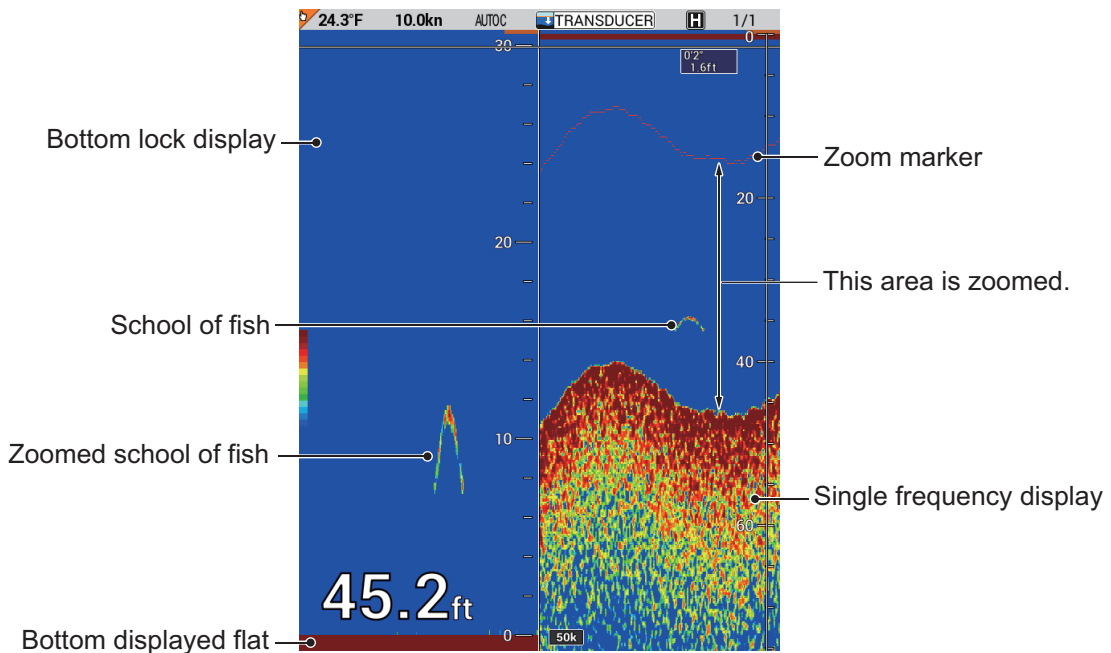 24.3°F 10.0kn AUTOC TRANSDUCER H 1/1
30
0
0'2"
1.6ft
Bottom lock display
Zoom marker
20
20
This area is zoomed.
School of fish
40
10
Zoomed school of fish
Single frequency display
60
45.2ft
Bottom displayed flat
0
50k